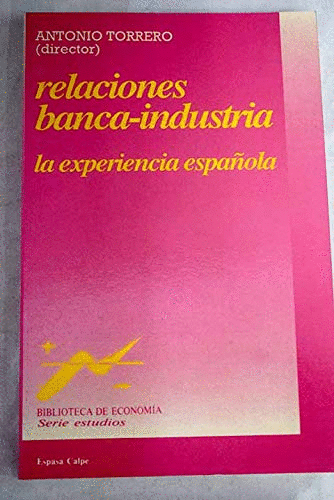 ANTONIO TORRERO
(director)
relaciones
banca-industria
la experiencia española
BIBLIOTECA DE ECONOMÍA
Serie estudios
Espasa Calpe